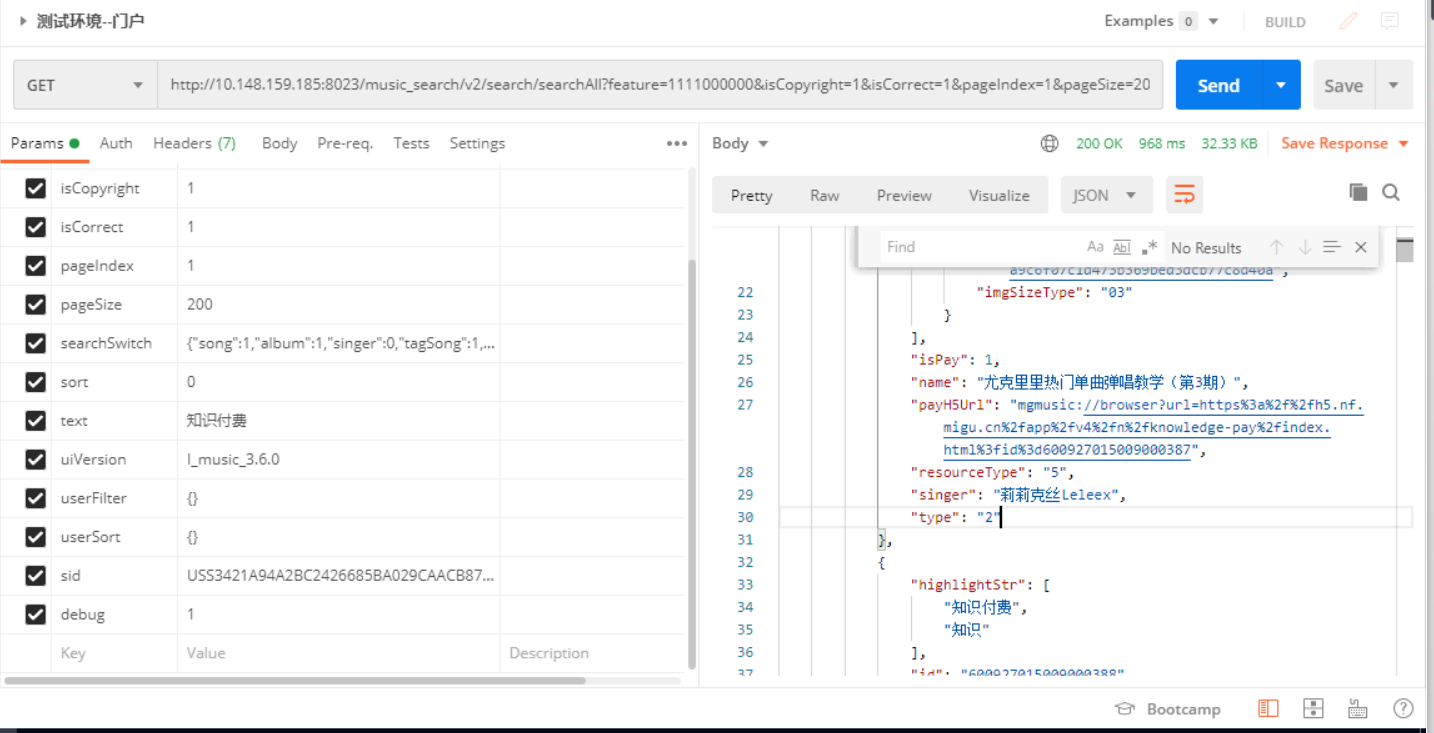 测试环境--门户
Examples 0 BUILD
GET http://10.148.159.185:8023/music_search/v2/search/searchAll?feature=1111000000&isCopyright=1&isCorrect=1&pageIndex=1&pageSize=20 Send Save
Params Auth Headers (7) Body Pre-req. Tests Settings
Body 200 OK 968 ms 32.33 KB Save Response
Pretty Raw Preview Visualize JSON
Find Aa Abl .* No Results
isCopyright 1
isCorrect 1
pageIndex 1
pageSize 200
searchSwitch {"song":1,"album":1,"singer":0,"tagSong":1,...
sort 0
text 知识付费
uiVersion I_music_3.6.0
userFilter {}
userSort {}
sid USS3421A94A2BC2426685BA029CAACB87...
debug 1
Key Value Description
a9c6f07c1d473b369bed3dcb77c8d40a",
22 "imgSizeType": "03"
23 }
24 ],
25 "isPay": 1,
26 "name": "尤克里里热门单曲弹唱教学（第3期）",
27 "payH5Url": "mgmusic://browser?url=https%3a%2f%2fh5.nf.
migu.cn%2fapp%2fv4%2fn%2fknowledge-pay%2findex.
html%3fid%3d600927015009000387",
28 "resourceType": "5",
29 "singer": "莉莉克丝Leleex",
30 "type": "2"
31 },
32 {
33 "highlightStr": [
34 "知识付费",
35 "知识"
36 ],
37 "id": "600927015009000388"
Bootcamp